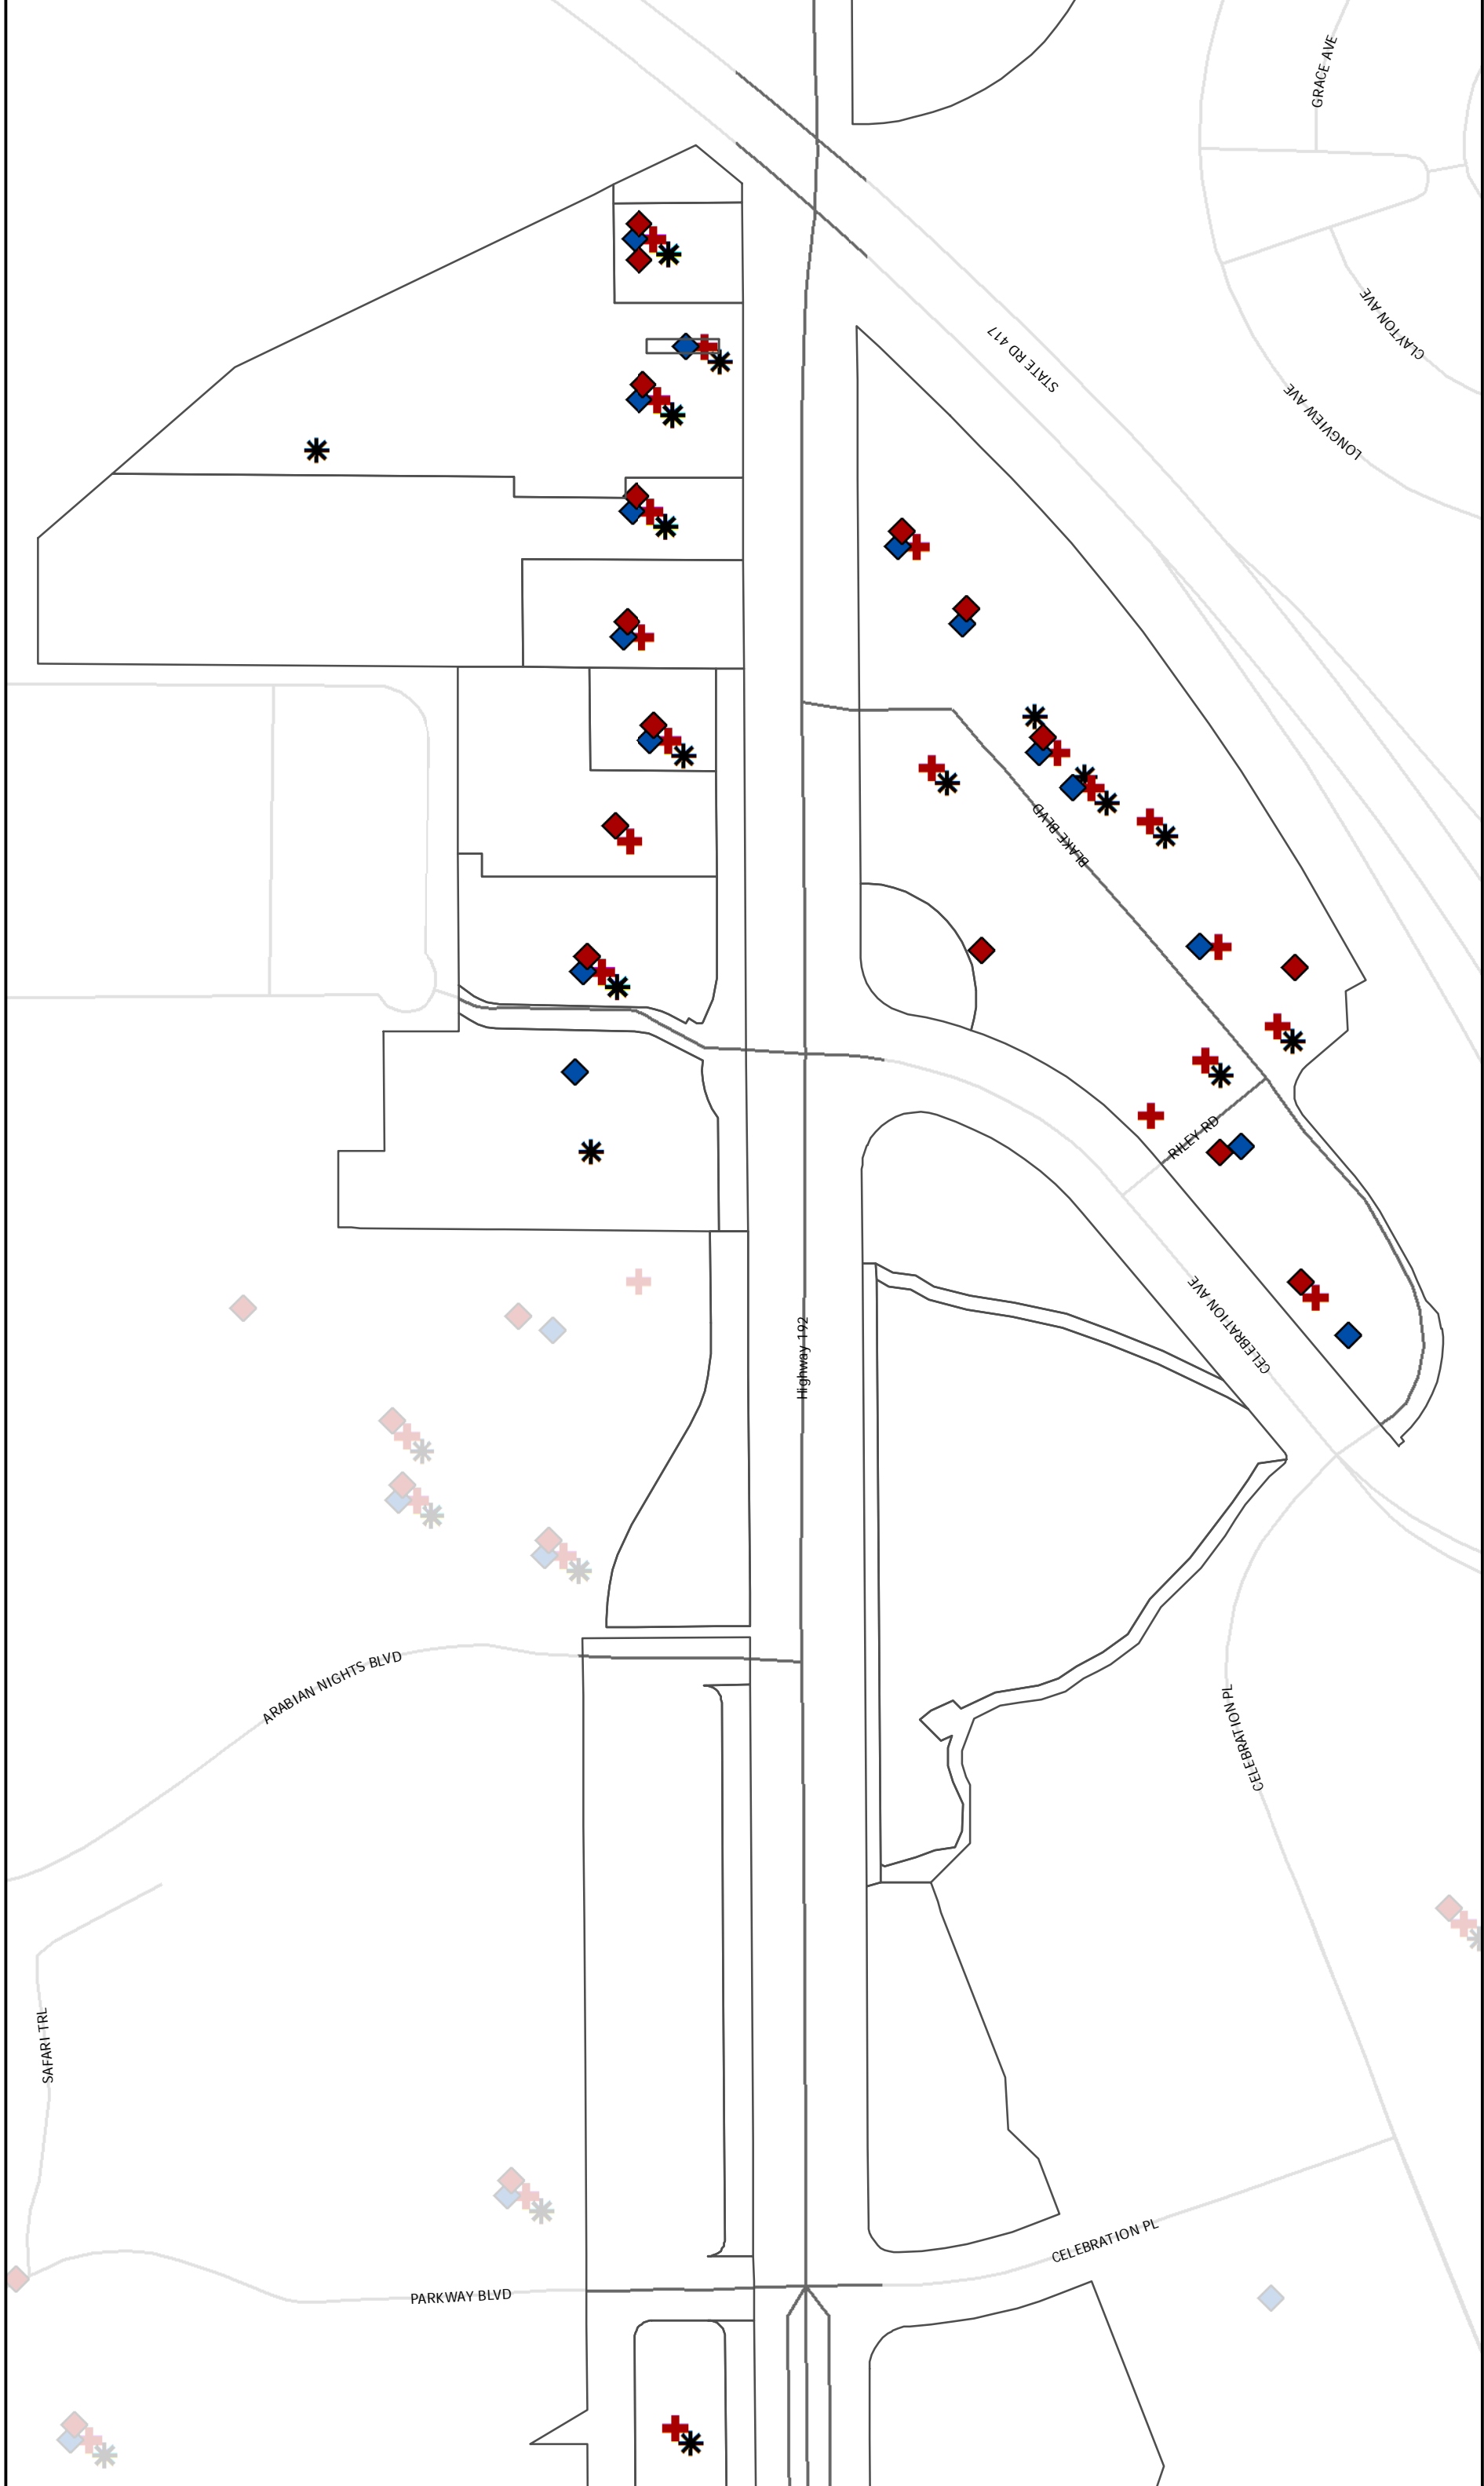 GRACE AVE
CLAYTON AVE
STATE RD 417
LONGVIEW AVE
BLAKE BLVD
RILEY RD
CELEBRATION AVE
Highway 192
ARABIAN NIGHTS BLVD
CELEBRATION PL
SAFARI TRL
CELEBRATION PL
PARKWAY BLVD